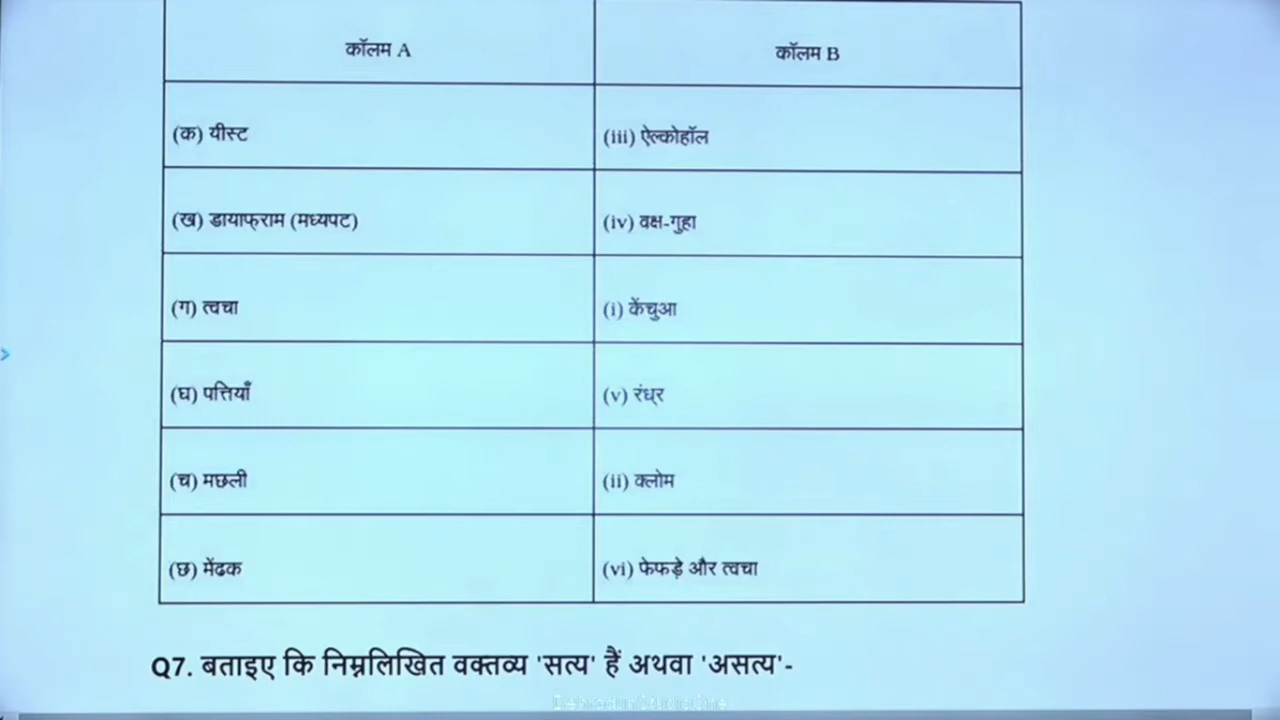 कॉलम A कॉलम B
(क) यीस्ट (iii) ऐल्कोहॉल
(ख) डायाफ्राम (मध्यपट) (iv) वक्ष-गुहा
(ग) त्वचा (i) केंचुआ
(घ) पत्तियाँ (v) रंध्र
(च) मछली (ii) क्लोम
(छ) मेंढक (vi) फेफड़े और त्वचा
Q7. बताइए कि निम्नलिखित वक्तव्य 'सत्य' हैं अथवा 'असत्य'-